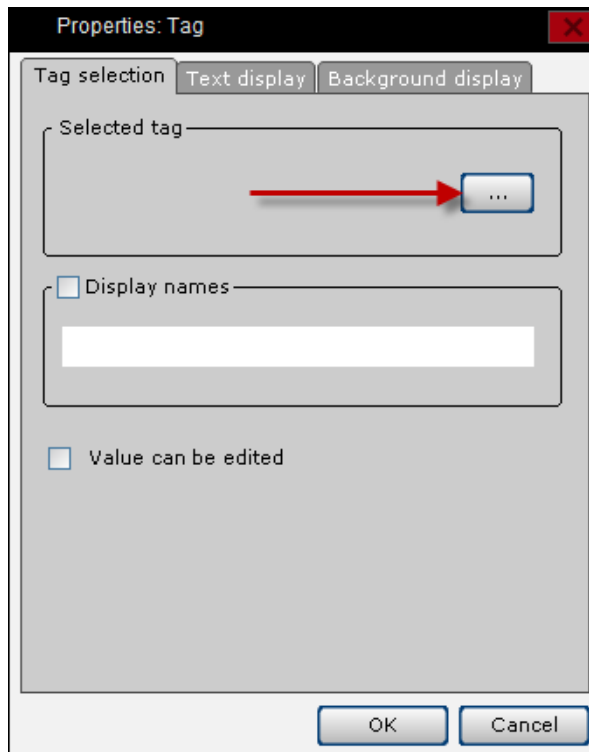 Properties: Tag
Tag selection Text display Background display
Selected tag
...
Display names
Value can be edited
OK Cancel